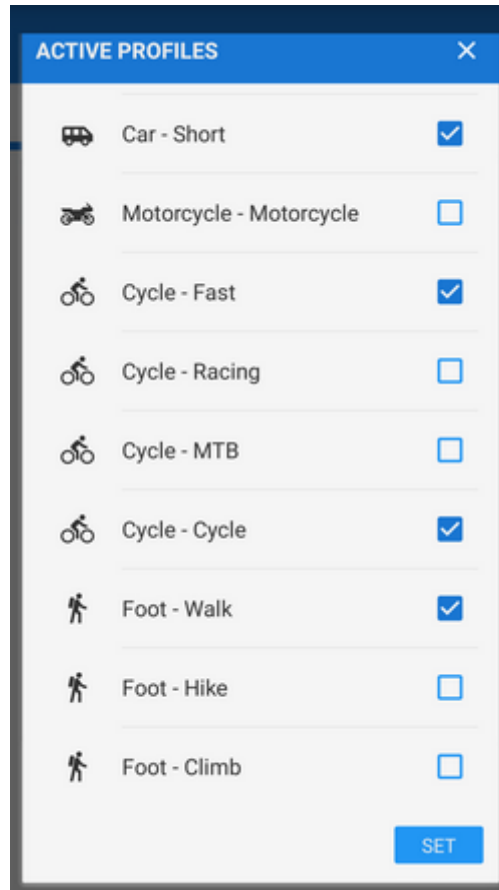 ACTIVE PROFILES
Car - Short
Motorcycle - Motorcycle
Cycle - Fast
Cycle - Racing
Cycle - MTB
Cycle - Cycle
Foot - Walk
Foot - Hike
Foot - Climb
SET